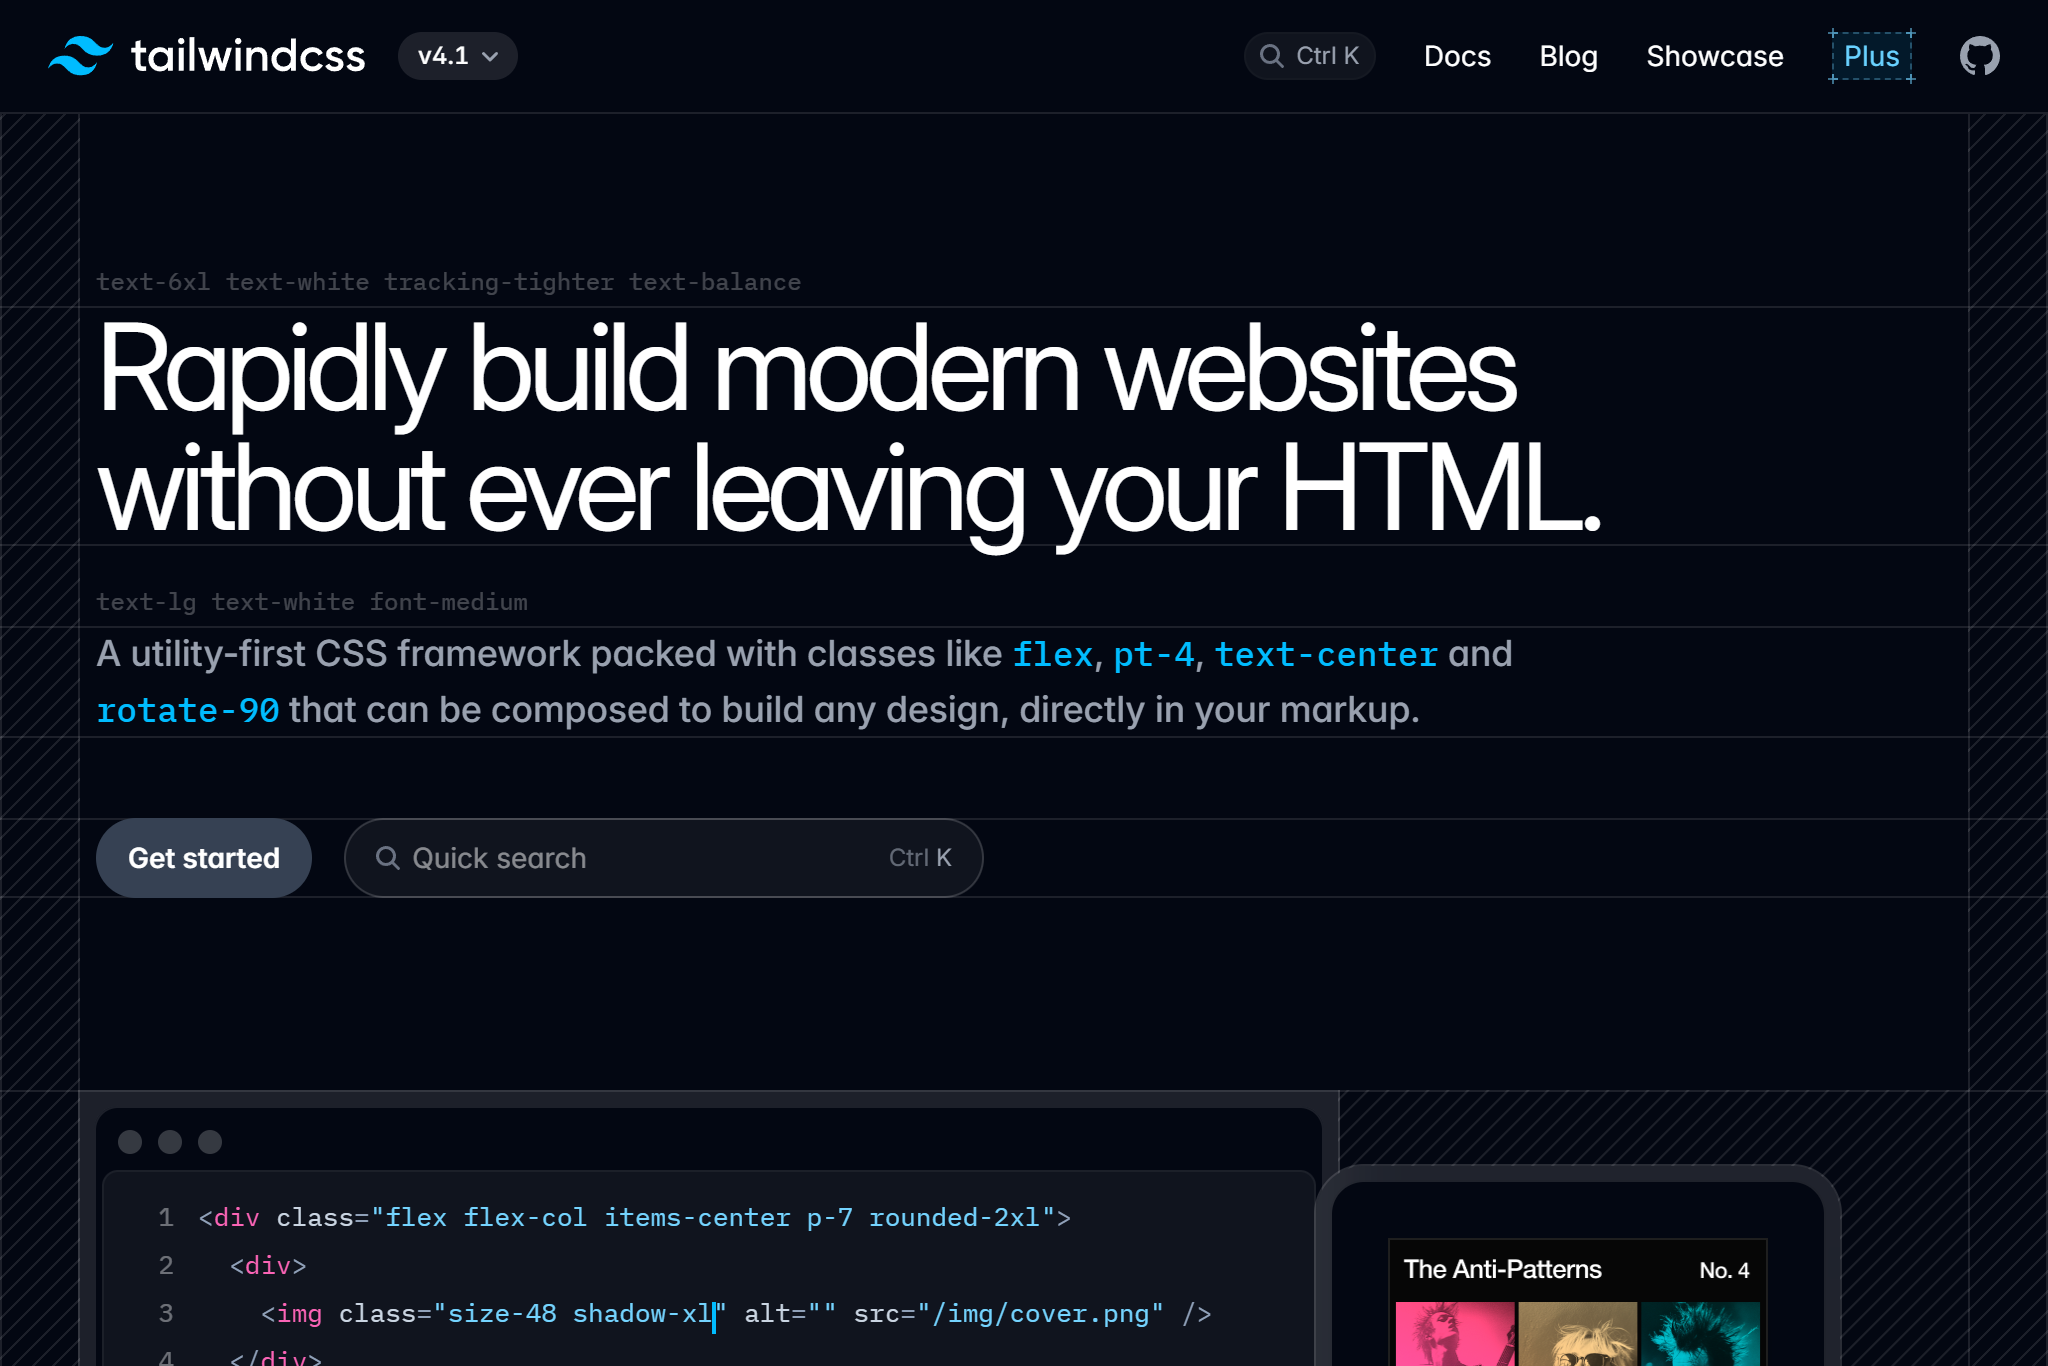 tailwindcss v4.1 Ctrl K Docs Blog Showcase Plus
text-6xl text-white tracking-tighter text-balance
Rapidly build modern websites
without ever leaving your HTML.
text-lg text-white font-medium
A utility-first CSS framework packed with classes like flex, pt-4, text-center and
rotate-90 that can be composed to build any design, directly in your markup.
Get started Quick search Ctrl K
1 <div class="flex flex-col items-center p-7 rounded-2xl">
2 <div>
3 <img class="size-48 shadow-xl" alt="" src="/img/cover.png" />
4 </div>
The Anti-Patterns No. 4